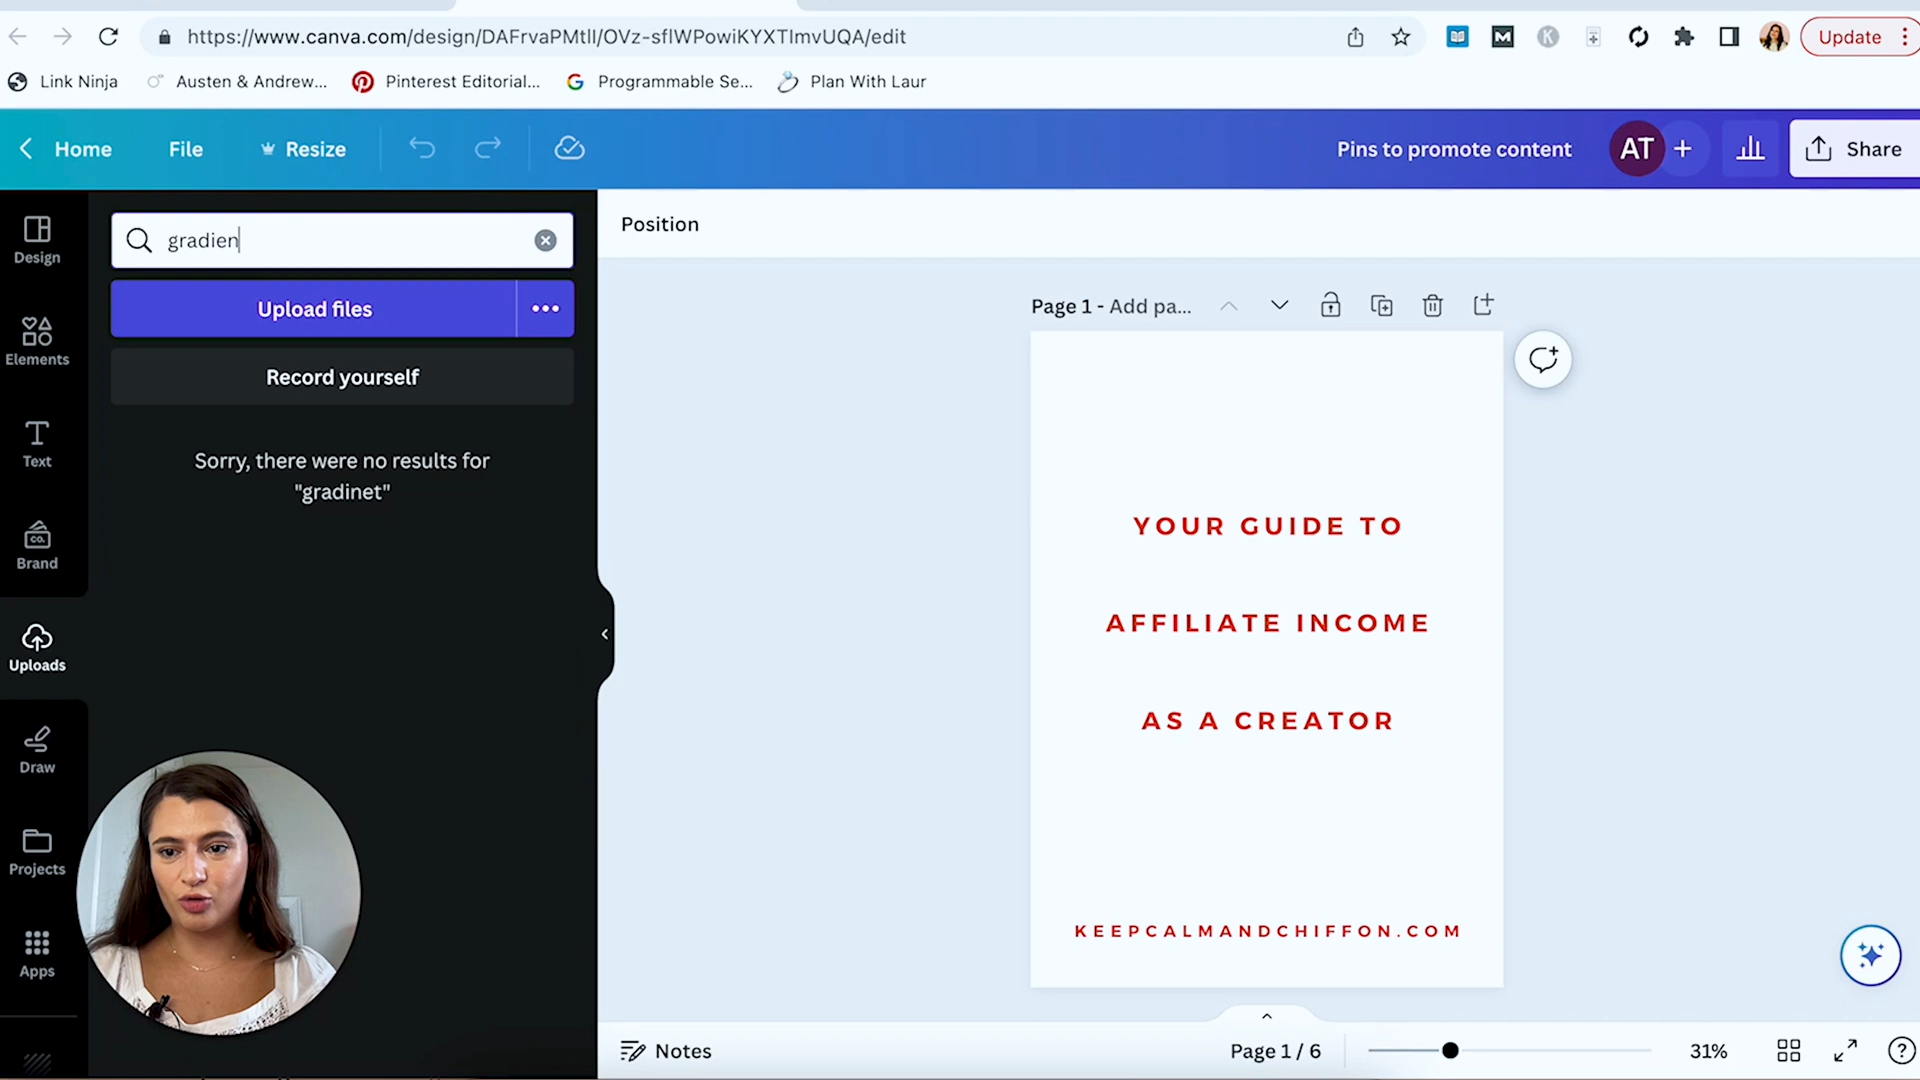 https://www.canva.com/design/DAFrvaPMtlI/OVz-sflWPowiKYXTImvUQA/edit
Update
Link Ninja
Austen & Andrew...
Pinterest Editorial...
Programmable Se...
Plan With Laur
Home
File
Resize
Pins to promote content
AT
Share
Design
Elements
Text
CO.
Brand
Uploads
Draw
Projects
Apps
gradien
Upload files
Record yourself
Sorry, there were no results for
"gradinet"
Position
Page 1 - Add pa...
YOUR GUIDE TO
AFFILIATE INCOME
AS A CREATOR
KEEPCALMANDCHIFFON.COM
Notes
Page 1 / 6
31%